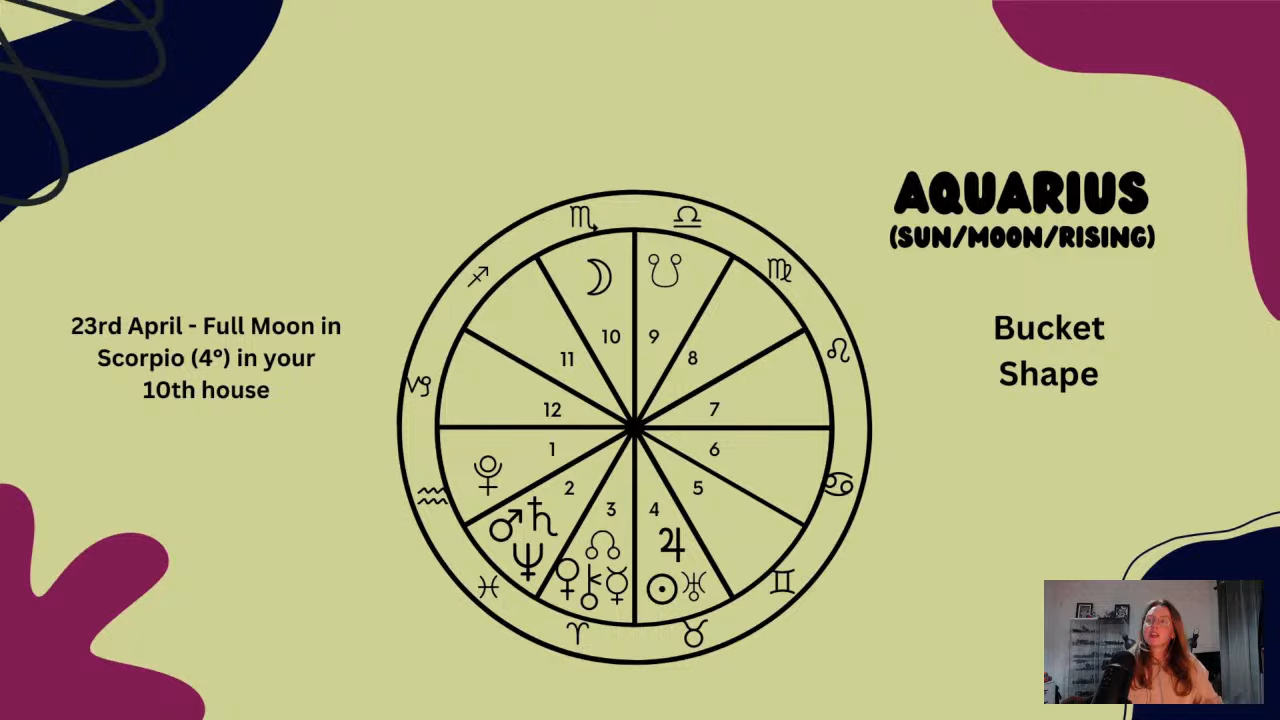 AQUARIUS
(SUN/MOON/RISING)
23rd April - Full Moon in
Scorpio (4°) in your
10th house
Bucket
Shape
♏ ♎
♐ ♍
♑ ♌
♒ ♋
♓ ♊
♈ ♉
☽ ☋
10 9
11 8
12 7
1 6
2 5
3 4
♇
♂ ♄
♆
☊ ♃
♀ ⚷ ☿ ☉ ♅